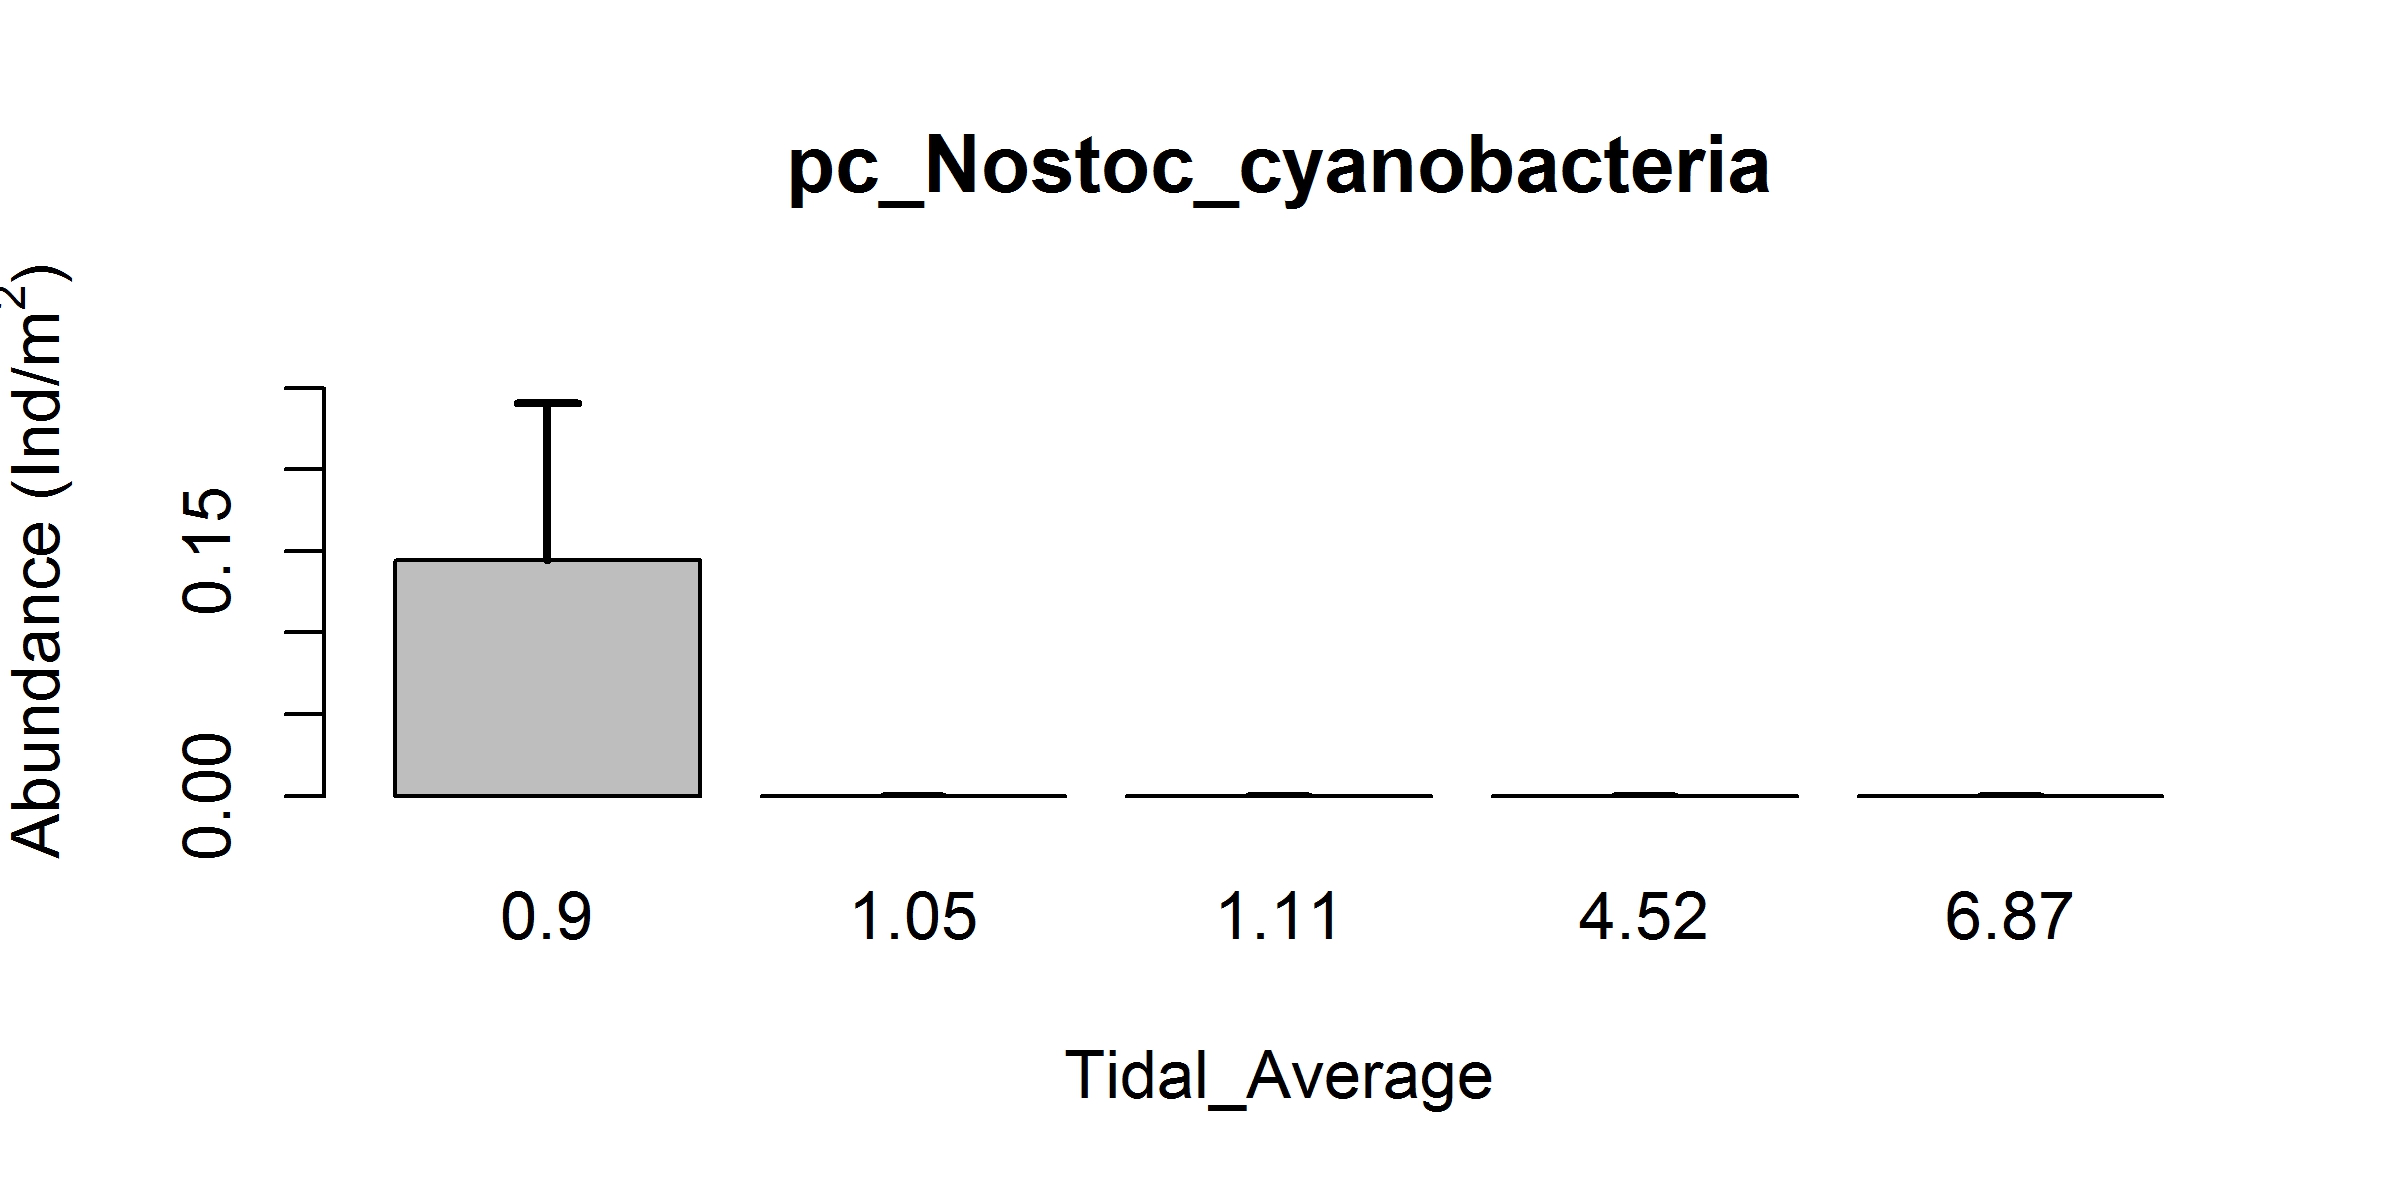 pc_Nostoc_cyanobacteria
Abundance (Ind/m²)
0.15
0.00
0.9 1.05 1.11 4.52 6.87
Tidal_Average